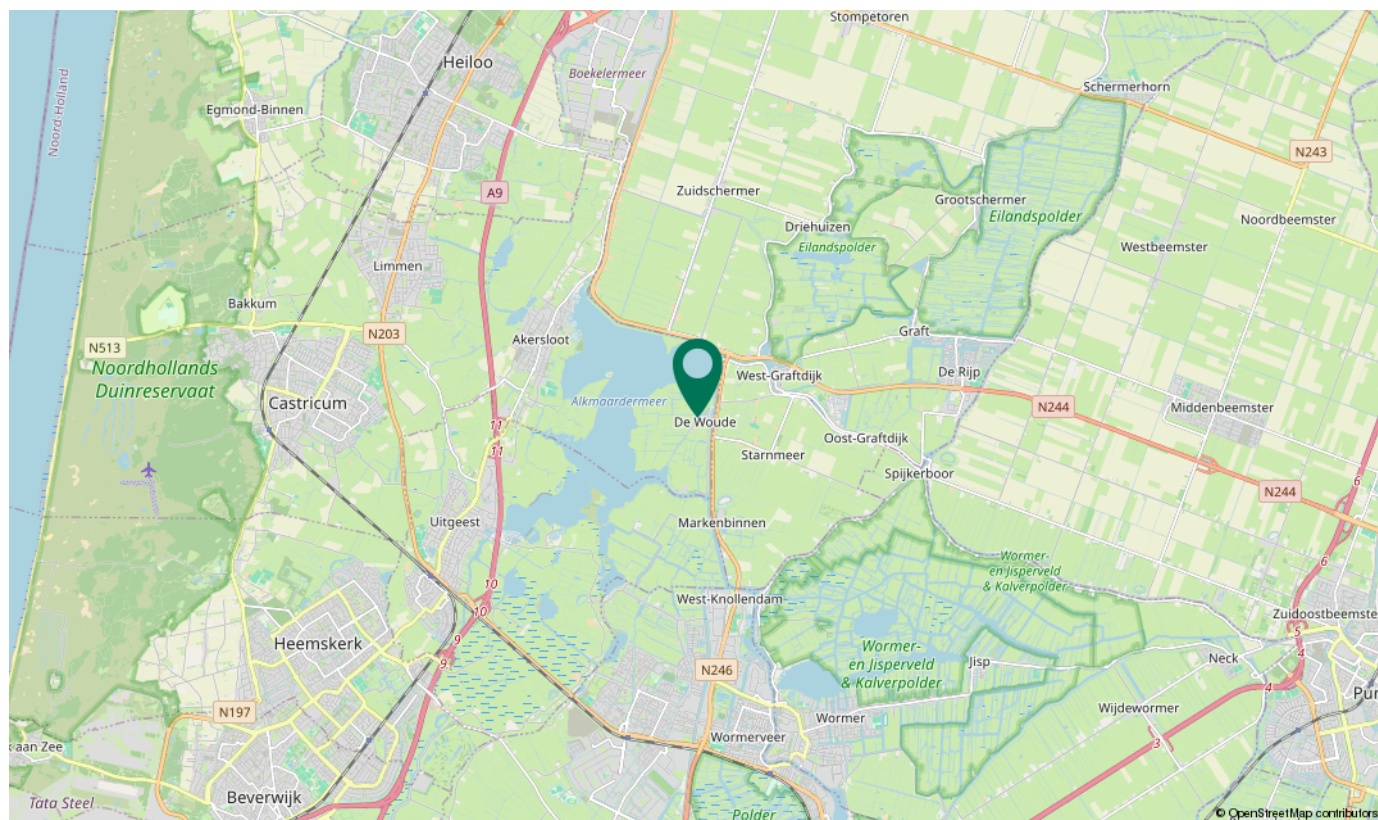 Stompetoren
Heiloo
Boekelermeer
Schermerhorn
Noord-Holland
Egmond-Binnen
N243
A9
Zuidschermer
Grootschermer
Eilandspolder
Noordbeemster
Driehuizen
Eilandspolder
Westbeemster
Limmen
Bakkum
N203
Akersloot
Graft
N513
Noordhollands
Duinreservaat
West-Graftdijk
De Rijp
Castricum
Alkmaardermeer
N244
Middenbeemster
De Woude
11
Oost-Graftdijk
11
Starnmeer
Spijkerboor
6
N244
Uitgeest
Markenbinnen
6
Wormer-
en Jisperveld
& Kalverpolder
10
West-Knollendam
10
Zuidoostbeemste
Heemskerk
9
5
Wormer-
en Jisperveld
& Kalverpolder
4
9
N246
Jisp
Neck
4
Pur
N197
Wijdewormer
Wormer
k aan Zee
Wormerveer
3
Beverwijk
Tata Steel
Polder
© OpenStreetMap contributors